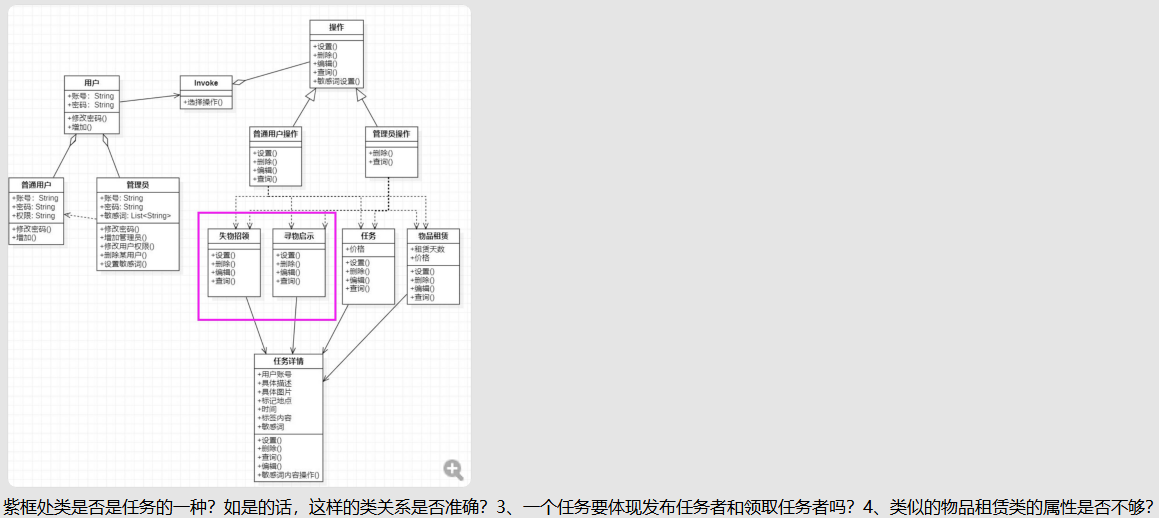 操作
+设置()
+删除()
+编辑()
+查询()
+敏感词设置()
用户
+账号: String
+密码: String
+修改密码()
+增加()
Invoke
+选择操作()
普通用户操作
+设置()
+删除()
+编辑()
+查询()
管理员操作
+删除()
+查询()
普通用户
+账号: String
+密码: String
+权限: String
+修改密码()
+增加()
管理员
+账号: String
+密码: String
+敏感词: List<String>
+修改密码()
+增加管理员()
+修改用户权限()
+删除某用户()
+设置敏感词()
失物招领
+设置()
+删除()
+编辑()
+查询()
寻物启示
+设置()
+删除()
+编辑()
+查询()
任务
+价格
+设置()
+删除()
+编辑()
+查询()
物品租赁
+租赁天数
+价格
+设置()
+删除()
+编辑()
+查询()
任务详情
+用户账号
+具体描述
+具体图片
+标记地点
+时间
+标签内容
+敏感词
+设置()
+删除()
+查询()
+编辑()
+敏感词内容操作()
紫框处类是否是任务的一种？如是的话，这样的类关系是否准确？3、一个任务要体现发布任务者和领取任务者吗？4、类似的物品租赁类的属性是否不够？